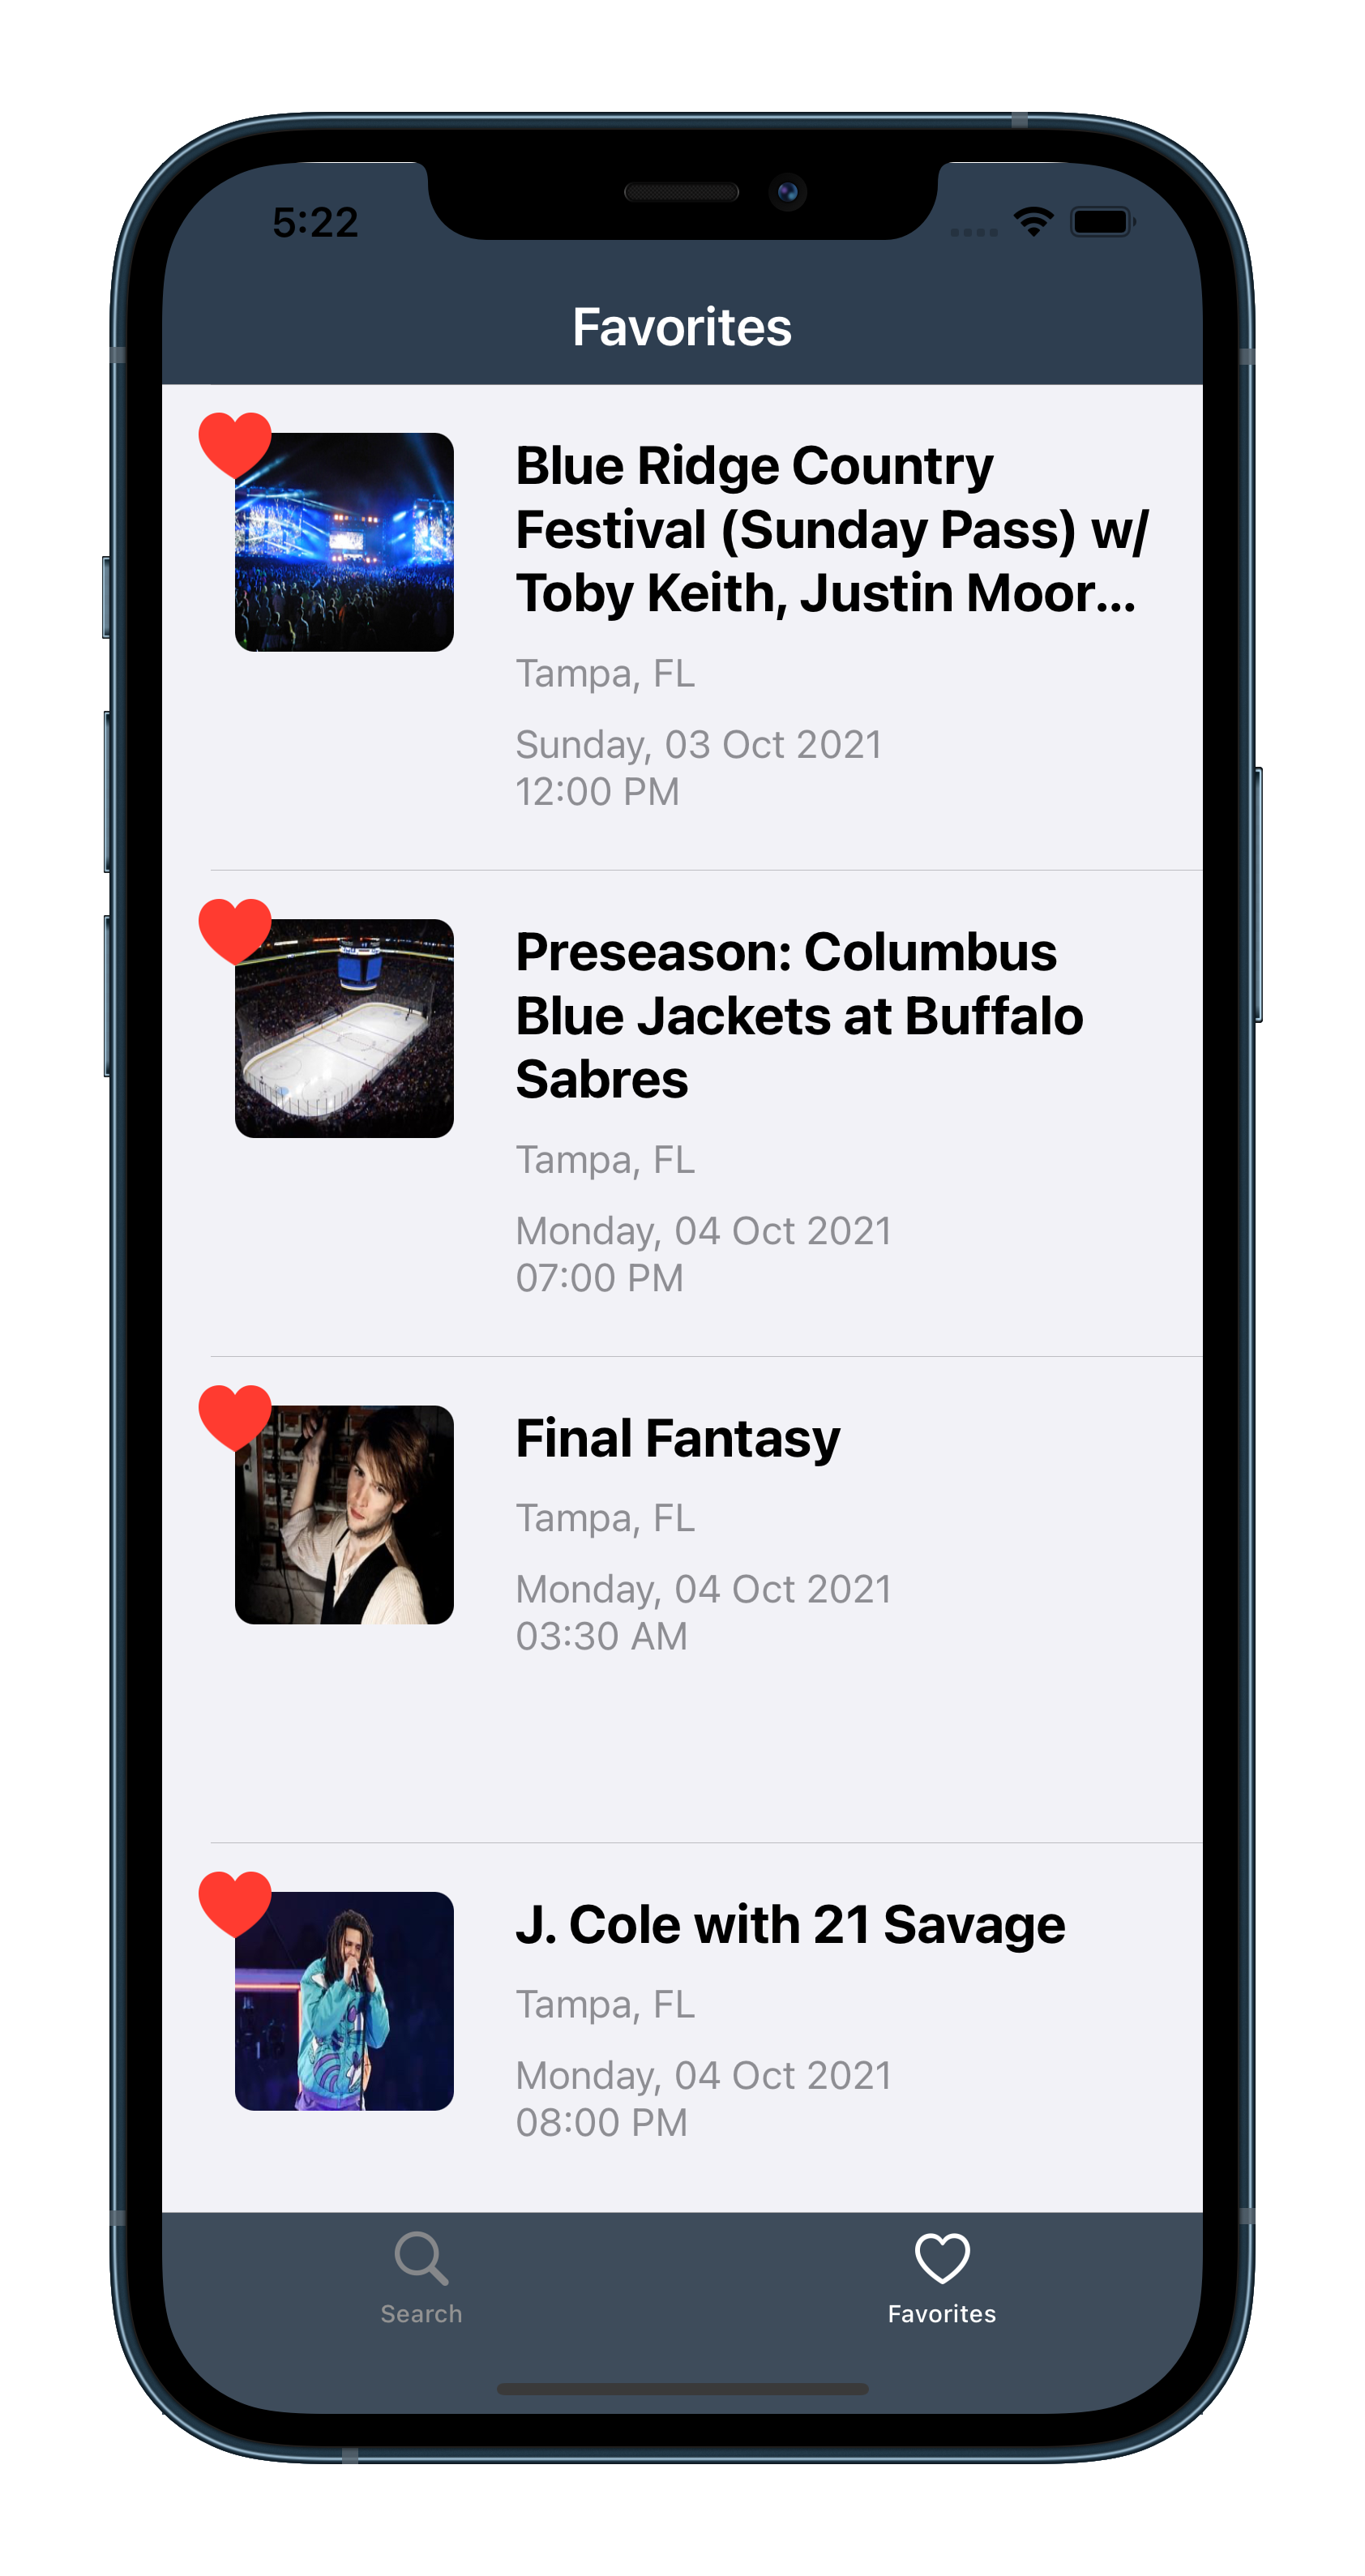 5:22
Favorites
Blue Ridge Country
Festival (Sunday Pass) w/
Toby Keith, Justin Moor...
Tampa, FL
Sunday, 03 Oct 2021
12:00 PM
Preseason: Columbus
Blue Jackets at Buffalo
Sabres
Tampa, FL
Monday, 04 Oct 2021
07:00 PM
Final Fantasy
Tampa, FL
Monday, 04 Oct 2021
03:30 AM
J. Cole with 21 Savage
Tampa, FL
Monday, 04 Oct 2021
08:00 PM
Search
Favorites